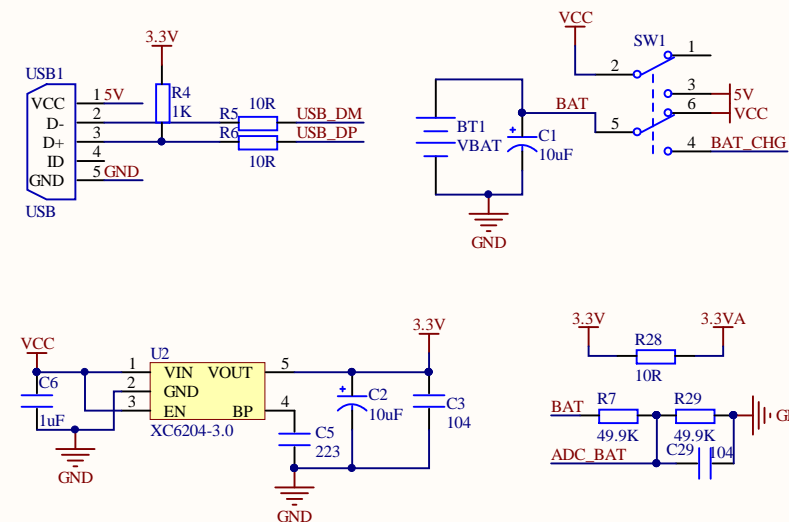 VCC
3.3V
SW1
1
USB1
2
1 5V
VCC
R4
1K
10R
3
5V
2
D-
R5
USB_DM
BAT
6
VCC
3
D+
R6
USB_DP
BT1
VBAT
C1
10uF
5
4
ID
10R
4
BAT_CHG
5 GND
GND
USB
GND
3.3V
3.3V
3.3VA
VCC
U2
R28
1
VIN
VOUT
5
10R
C6
2
GND
C2
C3
R7
R29
1uF
3
EN
BP
4
10uF
104
BAT
XC6204-3.0
C5
223
49.9K
49.9K
C29
104
ADC_BAT
GND
GND